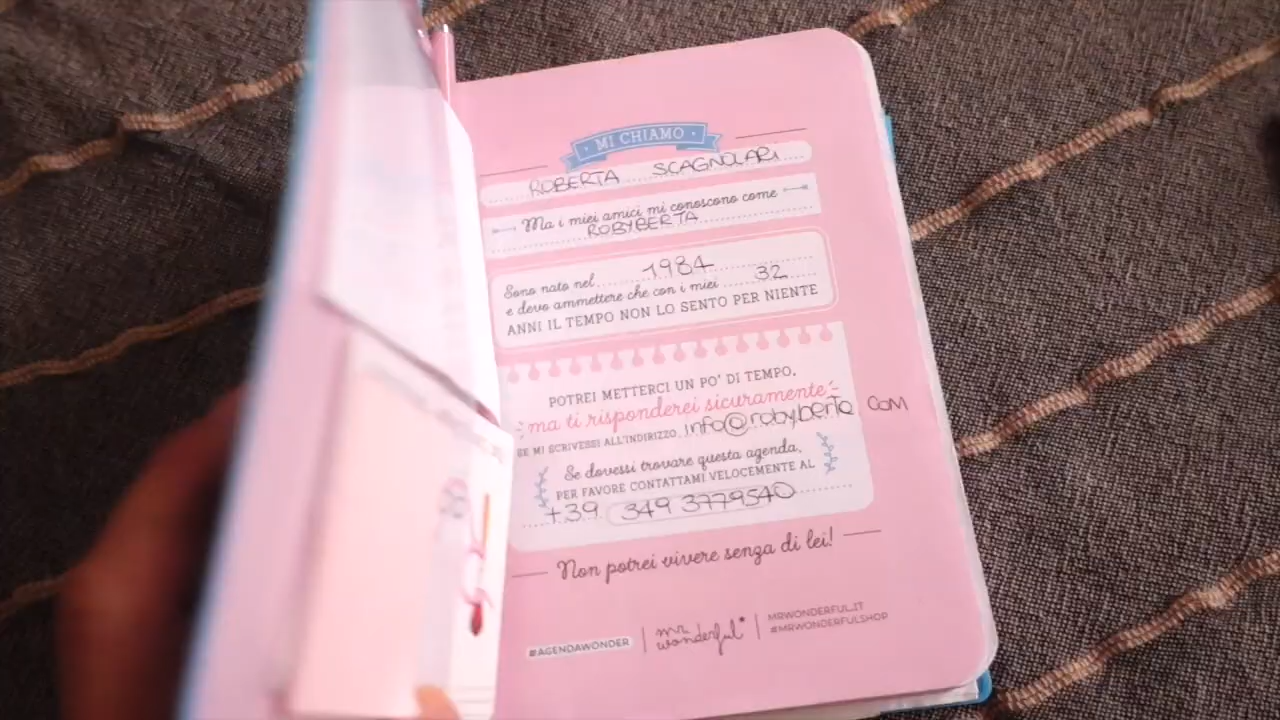 MI CHIAMO
ROBERTA SCAGNOLARI
Ma i miei amici mi conoscono come
ROBYBERTA
Sono nato nel 1984
e devo ammettere che con i miei 32
ANNI IL TEMPO NON LO SENTO PER NIENTE
POTREI METTERCI UN PO' DI TEMPO,
ma ti risponderei sicuramente
SE MI SCRIVESSI ALL'INDIRIZZO info@robyberta com
Se dovessi trovare questa agenda,
PER FAVORE CONTATTAMI VELOCEMENTE AL
+39 349 3779540
Non potrei vivere senza di lei!
#AGENDAWONDER
mr. wonderful*
MRWONDERFUL.IT
#MRWONDERFULSHOP